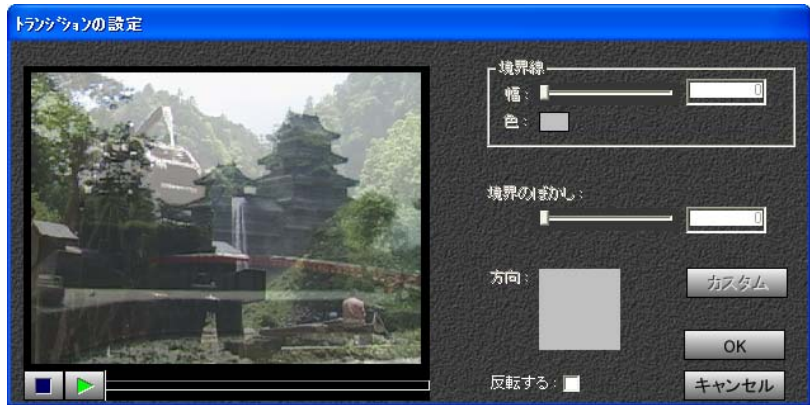 トランジションの設定
境界線
幅：
0
色：
境界のぼかし：
0
方向：
カスタム
OK
反転する：
キャンセル